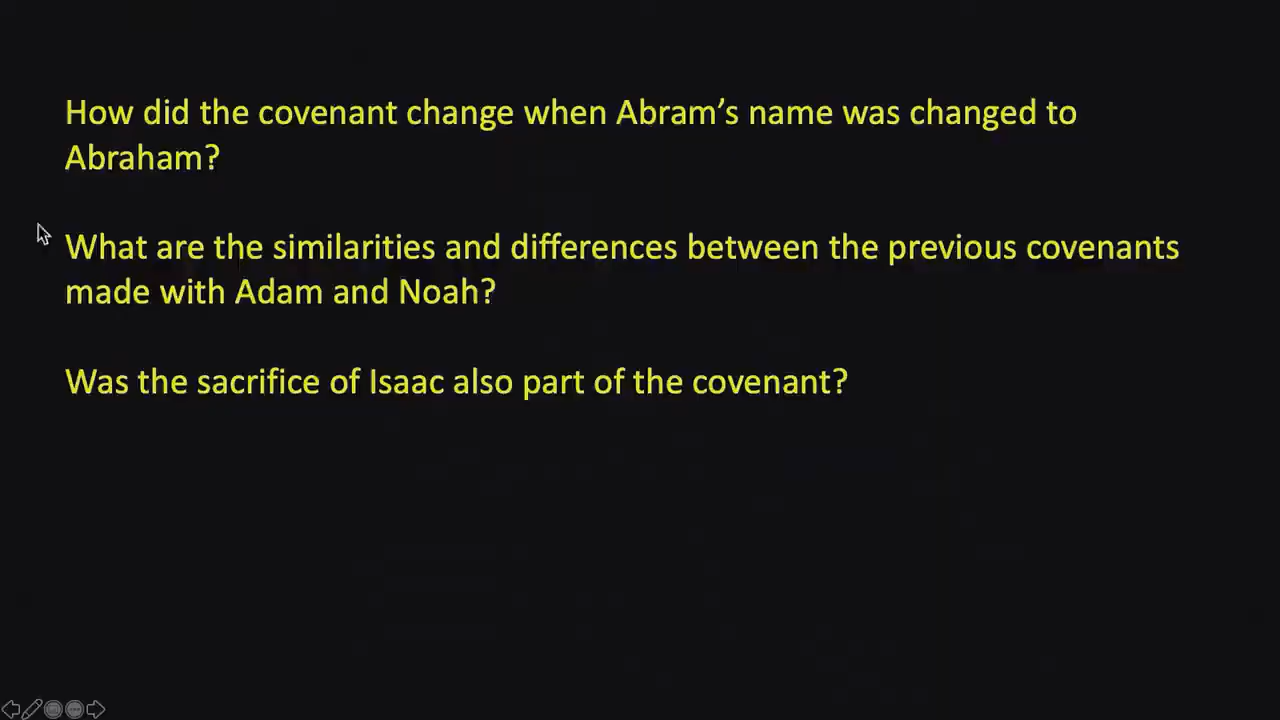 How did the covenant change when Abram’s name was changed to
Abraham?
What are the similarities and differences between the previous covenants
made with Adam and Noah?
Was the sacrifice of Isaac also part of the covenant?